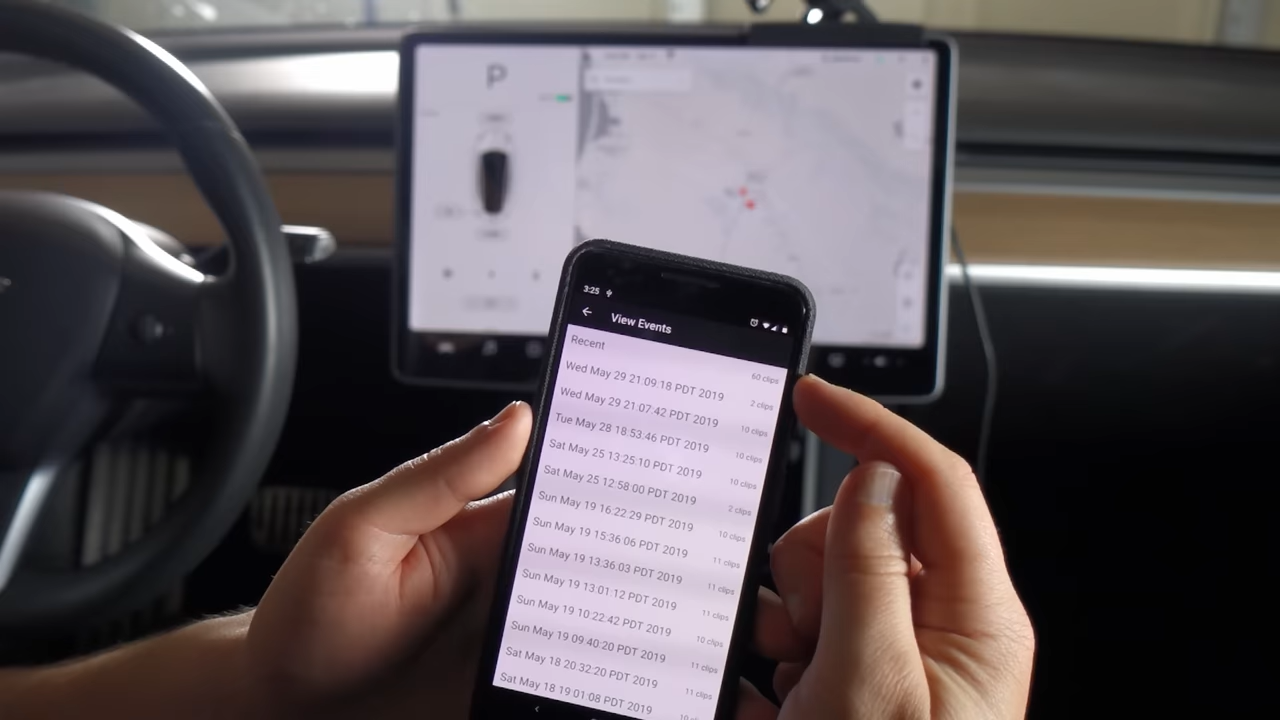 P
3:25
View Events
Recent 60 clips
Wed May 29 21:09:18 PDT 2019 2 clips
Wed May 29 21:07:42 PDT 2019 10 clips
Tue May 28 18:53:46 PDT 2019 10 clips
Sat May 25 13:25:10 PDT 2019 10 clips
Sat May 25 12:58:00 PDT 2019 2 clips
Sun May 19 16:22:29 PDT 2019 10 clips
Sun May 19 15:36:06 PDT 2019 11 clips
Sun May 19 13:36:03 PDT 2019 11 clips
Sun May 19 13:01:12 PDT 2019 11 clips
Sun May 19 10:22:42 PDT 2019 10 clips
Sun May 19 09:40:20 PDT 2019 11 clips
Sat May 18 20:32:20 PDT 2019 11 clips
Sat May 18 19:01:08 PDT 2019